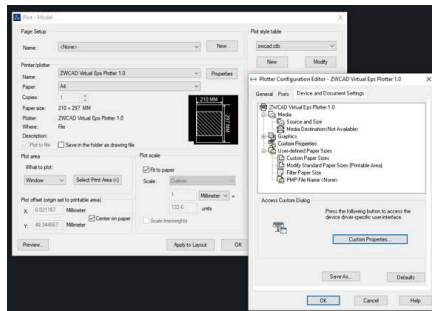 Plot - Model
Page Setup
Name:
<None>
New
Printer/plotter
Name:
ZWCAD Virtual Eps Plotter 1.0
Properties
Paper:
A4
Copies
1
Paper size:
210 × 297 MM
Plotter:
ZWCAD Virtual Eps Plotter 1.0
Where:
File
Description:
Plot to file
Save in the folder as drawing file
210 MM
297 MM
Plot area
What to plot:
Window
Select Print Area (<)
Plot offset (origin set to printable area)
X:
0.021167
Millimeter
Center on paper
Y:
Millimeter
Plot scale
Fit to paper
Scale:
Custom
1
Millimeter
=
133.6
units
Scale lineweights
Preview...
Apply to Layout
OK
Plot style table
zwcad.ctb
New
Modify
Plotter Configuration Editor - ZWCAD Virtual Eps Plotter 1.0
General
Ports
Device and Document Settings
ZWCAD Virtual Eps Plotter 1.0
Media
Source and Size
Media Destination<Not Available>
Graphics
Custom Properties
User-defined Paper Sizes
Custom Paper Sizes
Modify Standard Paper Sizes (Printable Area)
Filter Paper Size
PMP File Name <None>
Access Custom Dialog
Press the following button to access the
device driver-specific user-interface.
Custom Properties...
Save As...
Defaults
OK
Cancel
Help